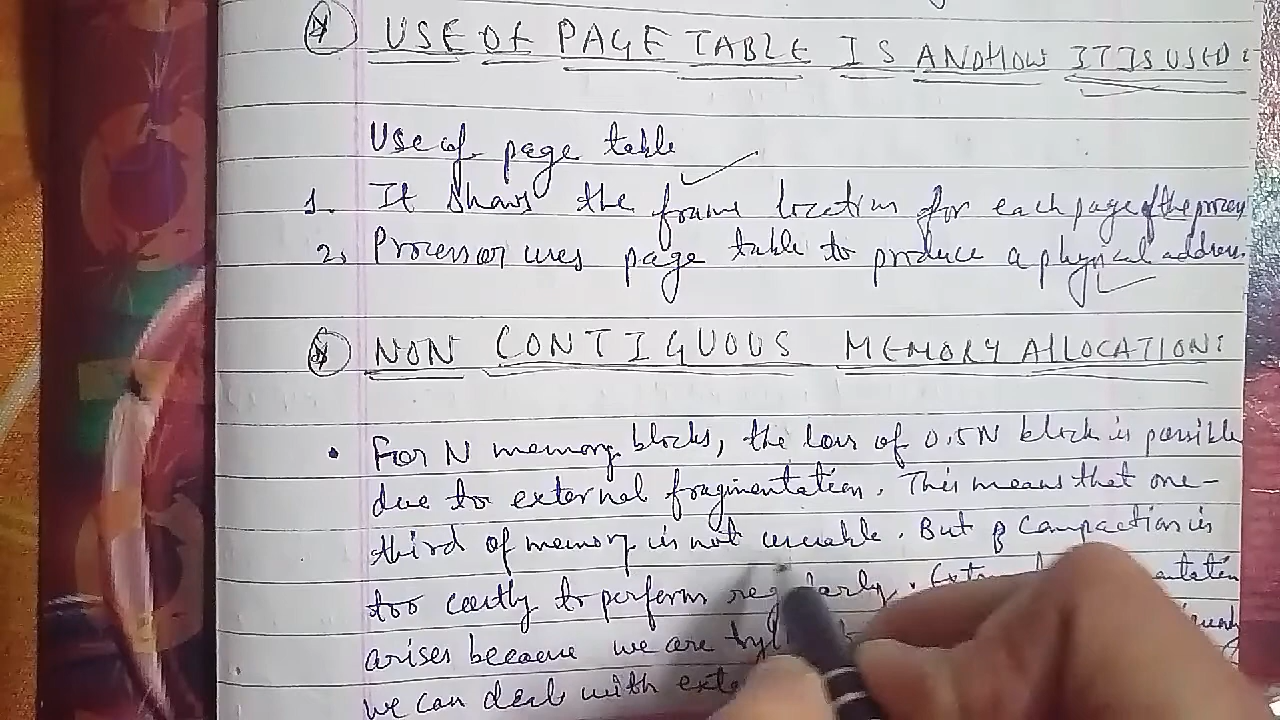 USE OF PAGE TABLE IS AND HOW IT IS USED :
Use of page table
1. It shows the frame location for each page of the process
2. Processor uses page table to produce a physical address.
NON CONTIGUOUS MEMORY ALLOCATION:
• For N memory blocks, the loss of 0.5N block is possible
due to external fragmentation. This means that one-
third of memory is not useable. But compaction is
too costly to perform regularly.
arises because we are
we can deal with